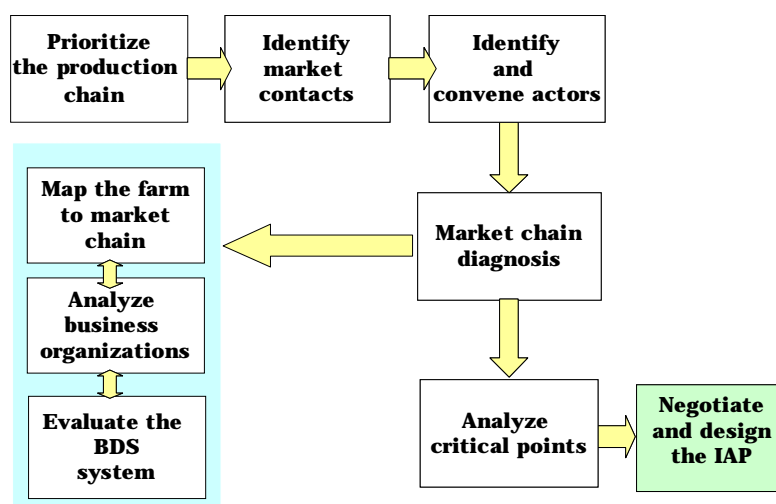 Prioritize
the production
chain
Identify
market
contacts
Identify
and
convene actors
Map the farm
to market
chain
Market chain
diagnosis
Analyze
business
organizations
Evaluate the
BDS
system
Analyze
critical points
Negotiate
and design
the IAP